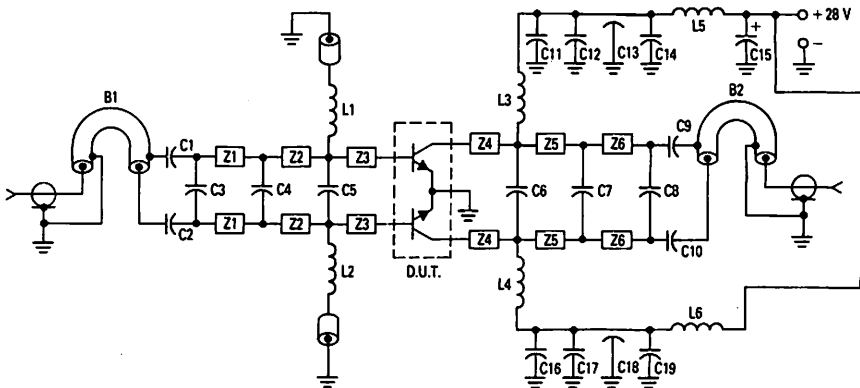 C11 C12 C13 C14 L5 C15 + + 28 V
−
L1 L3
B1 B2
C1 Z1 Z2 Z3 Z4 Z5 Z6 C9
C3 C4 C5 C6 C7 C8
C2 Z1 Z2 Z3 Z4 Z5 Z6 C10
D.U.T.
L2 L4
L6
C16 C17 C18 C19